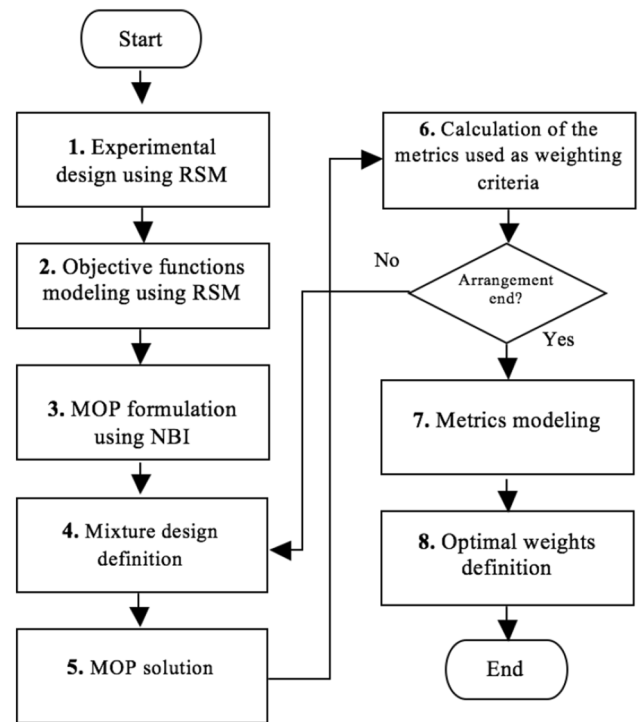 Start
1. Experimental
design using RSM
2. Objective functions
modeling using RSM
3. MOP formulation
using NBI
4. Mixture design
definition
5. MOP solution
6. Calculation of the
metrics used as weighting
criteria
No
Arrangement
end?
Yes
7. Metrics modeling
8. Optimal weights
definition
End